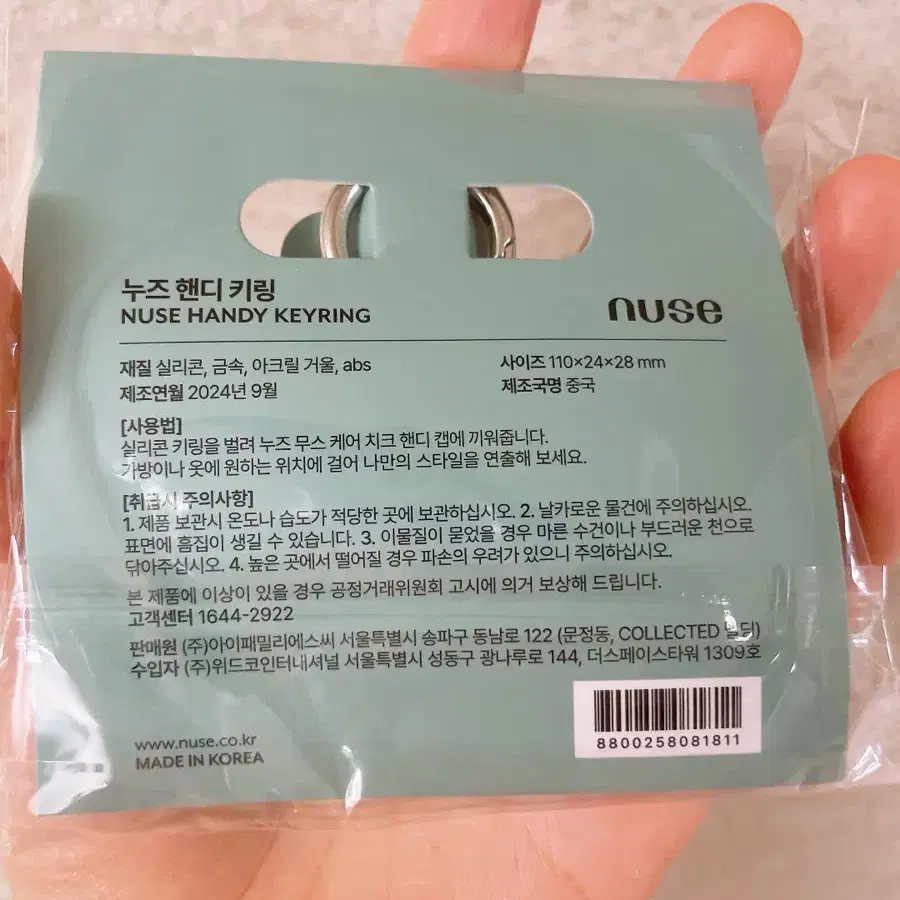 누즈 핸디 키링
NUSE HANDY KEYRING
nuse
재질 실리콘, 금속, 아크릴 거울, abs
사이즈 110×24×28 mm
제조연월 2024년 9월
제조국명 중국
[사용법]
실리콘 키링을 벌려 누즈 무스 케어 치크 핸디 캡에 끼워줍니다.
가방이나 옷에 원하는 위치에 걸어 나만의 스타일을 연출해 보세요.
[취급시 주의사항]
1. 제품 보관시 온도나 습도가 적당한 곳에 보관하십시오. 2. 날카로운 물건에 주의하십시오.
표면에 흠집이 생길 수 있습니다. 3. 이물질이 묻었을 경우 마른 수건이나 부드러운 천으로
닦아주십시오. 4. 높은 곳에서 떨어질 경우 파손의 우려가 있으니 주의하십시오.
본 제품에 이상이 있을 경우 공정거래위원회 고시에 의거 보상해 드립니다.
고객센터 1644-2922
판매원 (주)아이패밀리에스씨 서울특별시 송파구 동남로 122 (문정동, COLLECTED 빌딩)
수입자 (주)위드코인터내셔널 서울특별시 성동구 광나루로 144, 더스페이스타워 1309호
www.nuse.co.kr
MADE IN KOREA
8800258081811